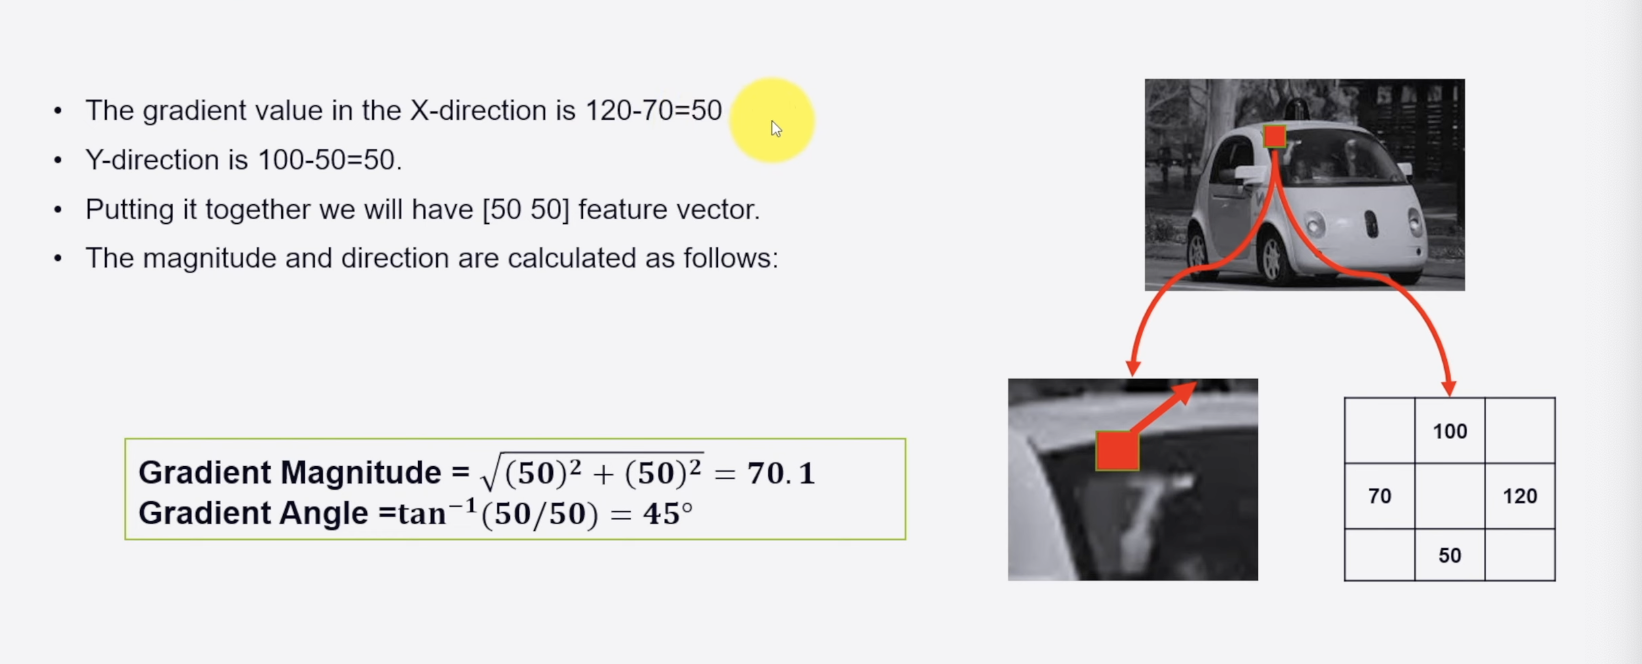 • The gradient value in the X-direction is 120-70=50
• Y-direction is 100-50=50.
• Putting it together we will have [50 50] feature vector.
• The magnitude and direction are calculated as follows:
Gradient Magnitude = √(50)² + (50)² = 70.1
Gradient Angle =tan⁻¹(50/50) = 45°
100
70 120
50